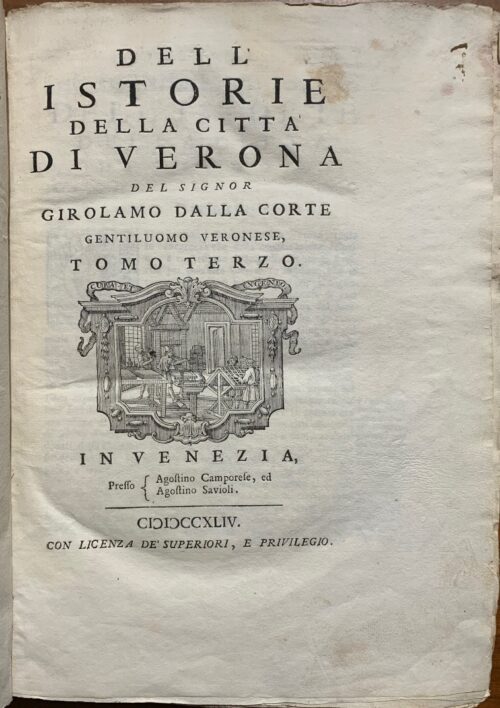 DELL'
ISTORIE
DELLA CITTA'
DI VERONA
DEL SIGNOR
GIROLAMO DALLA CORTE
GENTILUOMO VERONESE,
TOMO TERZO.
IN VENEZIA,
Presso { Agostino Camporese, ed
Agostino Savioli.
CIↃIↃCCXLIV.
CON LICENZA DE' SUPERIORI, E PRIVILEGIO.